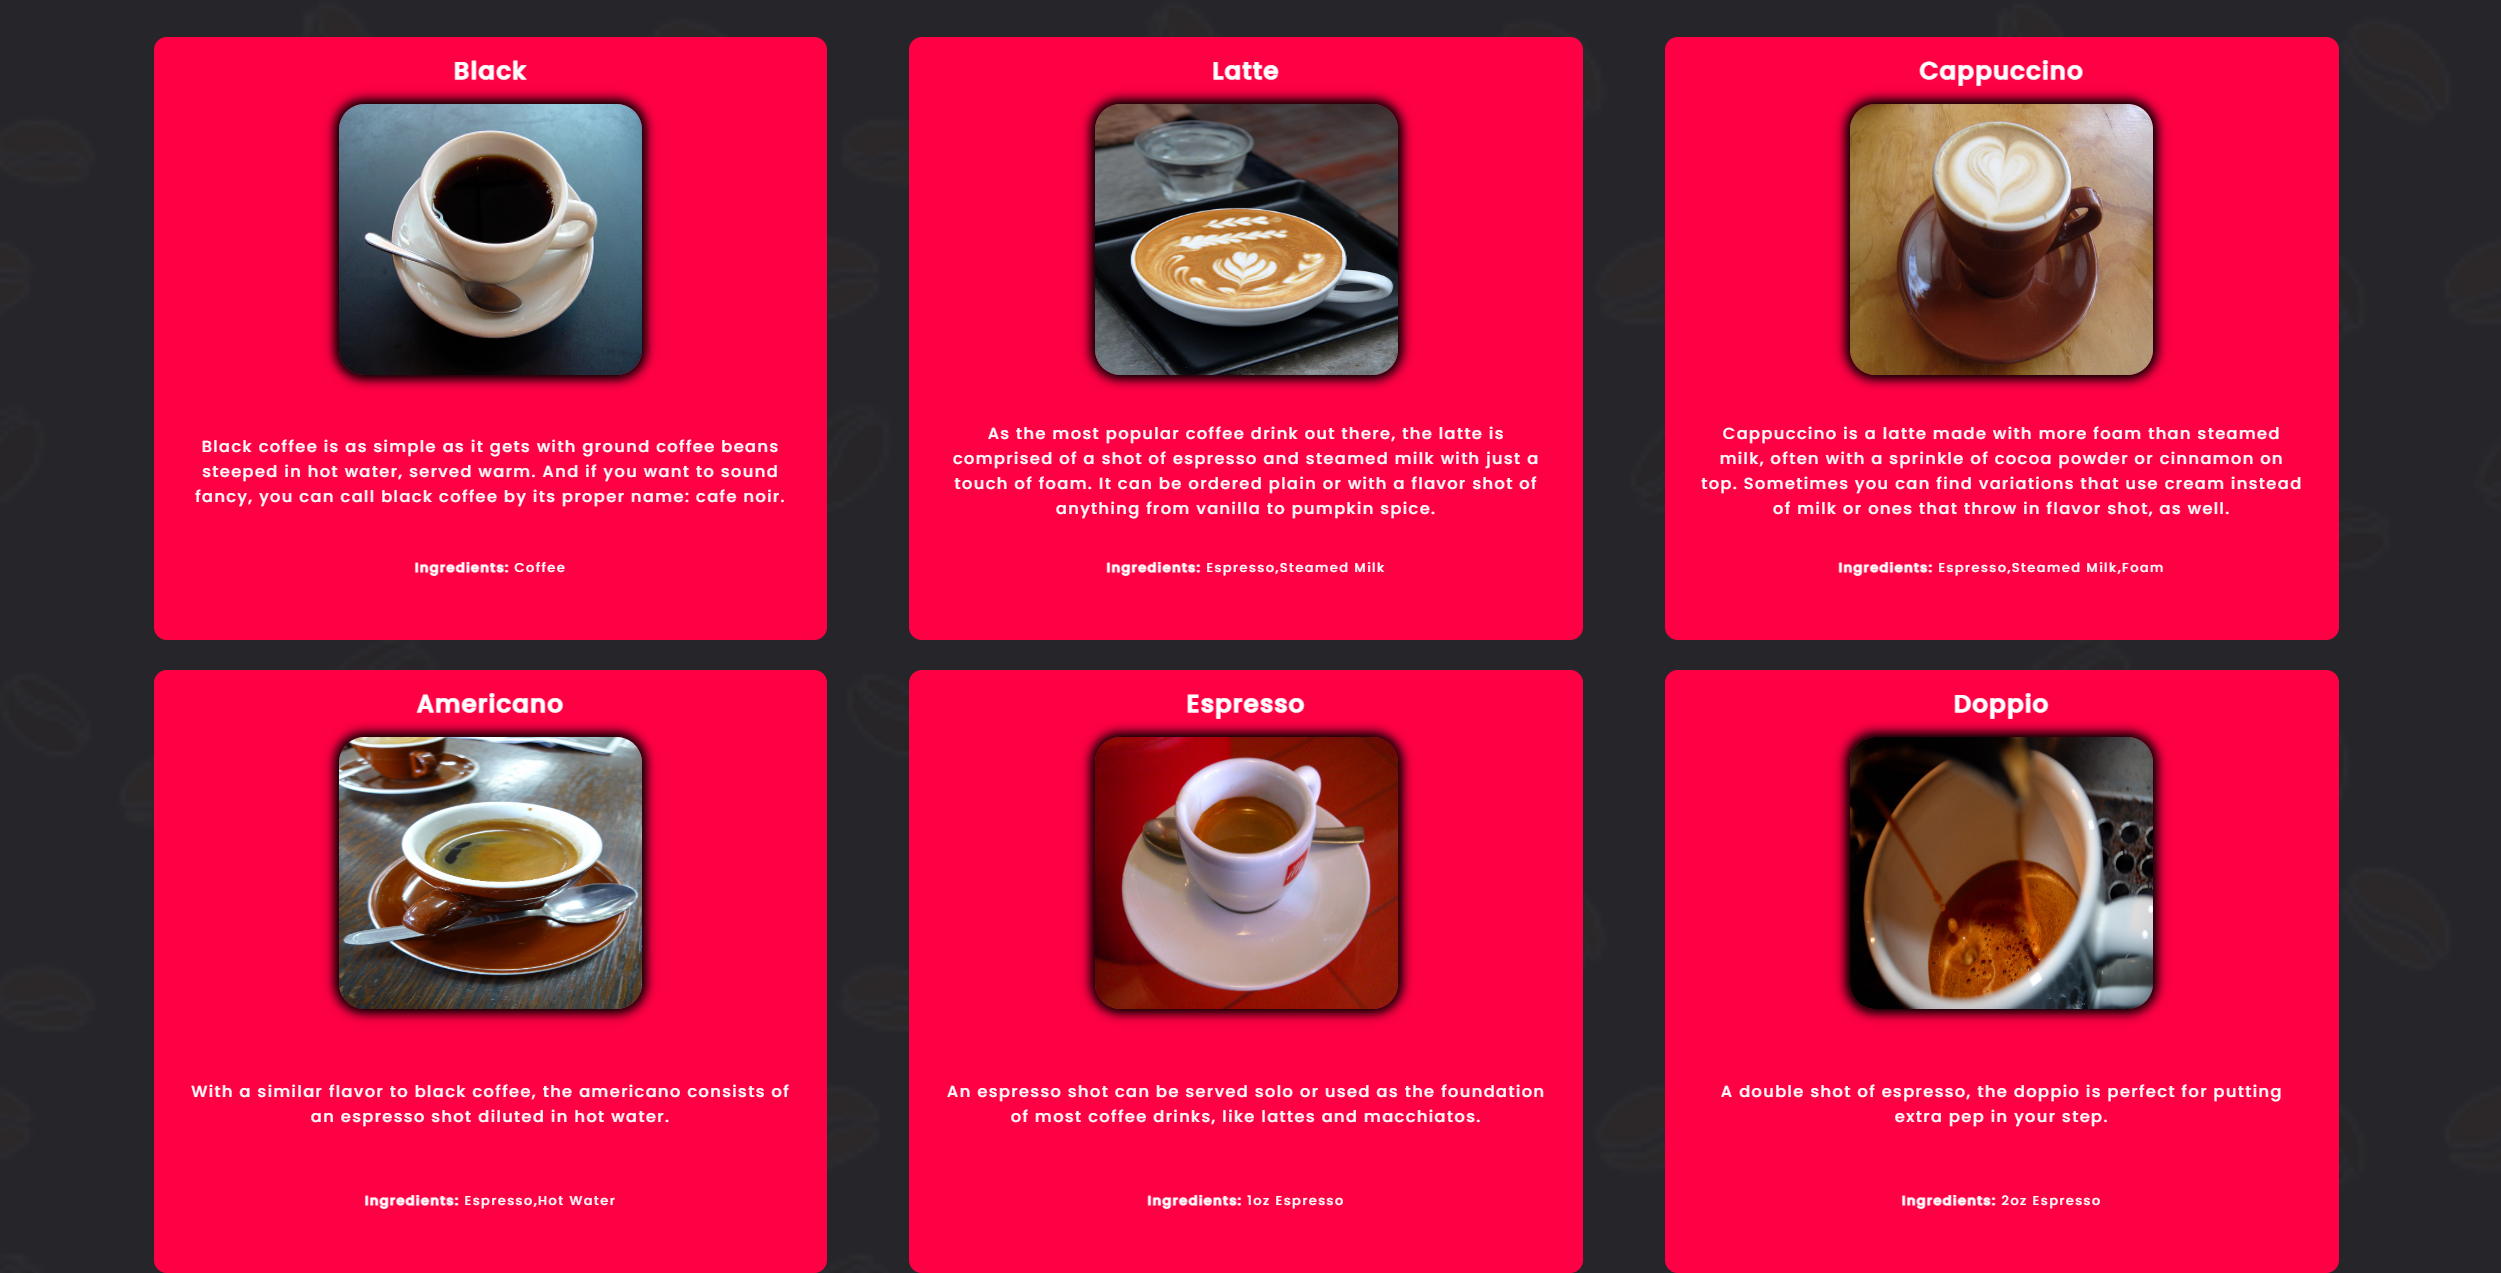 Black
Black coffee is as simple as it gets with ground coffee beans
steeped in hot water, served warm. And if you want to sound
fancy, you can call black coffee by its proper name: cafe noir.
Ingredients: Coffee
Latte
As the most popular coffee drink out there, the latte is
comprised of a shot of espresso and steamed milk with just a
touch of foam. It can be ordered plain or with a flavor shot of
anything from vanilla to pumpkin spice.
Ingredients: Espresso,Steamed Milk
Cappuccino
Cappuccino is a latte made with more foam than steamed
milk, often with a sprinkle of cocoa powder or cinnamon on
top. Sometimes you can find variations that use cream instead
of milk or ones that throw in flavor shot, as well.
Ingredients: Espresso,Steamed Milk,Foam
Americano
With a similar flavor to black coffee, the americano consists of
an espresso shot diluted in hot water.
Ingredients: Espresso,Hot Water
Espresso
An espresso shot can be served solo or used as the foundation
of most coffee drinks, like lattes and macchiatos.
Ingredients: 1oz Espresso
Doppio
A double shot of espresso, the doppio is perfect for putting
extra pep in your step.
Ingredients: 2oz Espresso